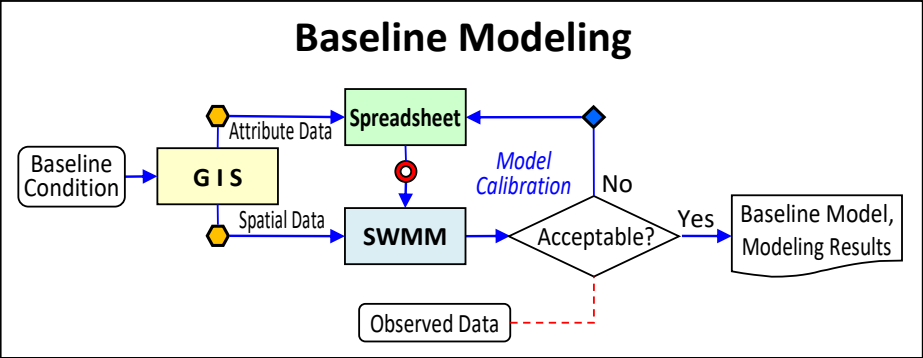 Baseline Modeling
Spreadsheet
Attribute Data
Baseline
Condition
G I S
Model
Calibration
No
Spatial Data
SWMM
Acceptable?
Yes
Baseline Model,
Modeling Results
Observed Data